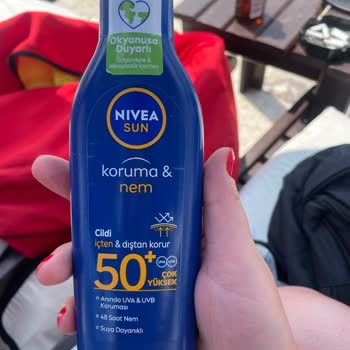 Okyanusa
Duyarlı
NIVEA
SUN
koruma &
nem
Cildi
içten & dıştan korur
50+
ÇOK
YÜKSEK
Anında UVA & UVB
Koruması
48 Saat Nem
Suya Dayanıklı